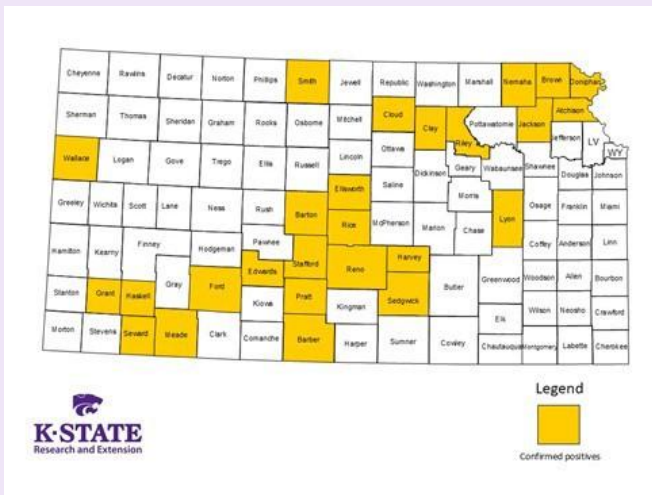 Cheyenne Rawlins Decatur Norton Phillips Smith Jewell Republic Washington Marshall Nemaha Brown Doniphan
Sherman Thomas Sheridan Graham Rooks Osborne Mitchell Cloud Clay Riley Pottawatomie Jackson Atchison
Jefferson LV WY
Wallace Logan Gove Trego Ellis Russell Lincoln Ottawa Dickinson Geary Wabaunsee Shawnee Douglas Johnson
Greeley Wichita Scott Lane Ness Rush Barton Ellsworth Saline Morris Lyon Osage Franklin Miami
Rice McPherson Marion Chase
Hamilton Kearny Finney Hodgeman Pawnee Stafford Reno Harvey Coffey Anderson Linn
Stanton Grant Haskell Gray Ford Edwards Pratt Kingman Sedgwick Butler Greenwood Woodson Allen Bourbon
Kiowa Elk Wilson Neosho Crawford
Morton Stevens Seward Meade Clark Comanche Barber Harper Sumner Cowley Chautauqua Montgomery Labette Cherokee
Legend
Confirmed positives
K-STATE
Research and Extension